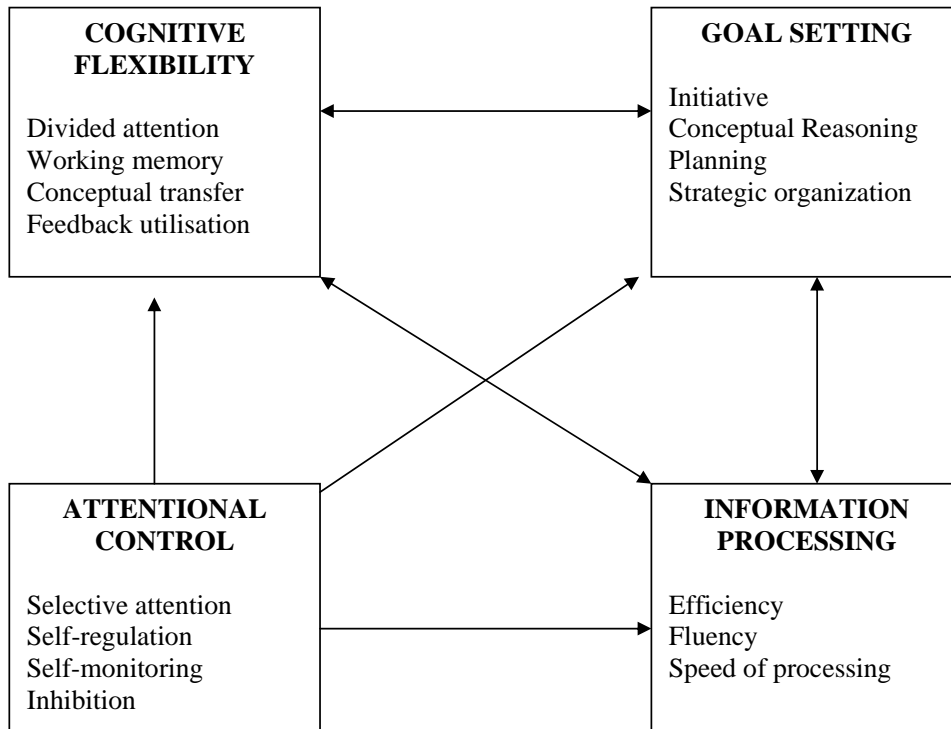 COGNITIVE
FLEXIBILITY
Divided attention
Working memory
Conceptual transfer
Feedback utilisation
GOAL SETTING
Initiative
Conceptual Reasoning
Planning
Strategic organization
ATTENTIONAL
CONTROL
Selective attention
Self-regulation
Self-monitoring
Inhibition
INFORMATION
PROCESSING
Efficiency
Fluency
Speed of processing